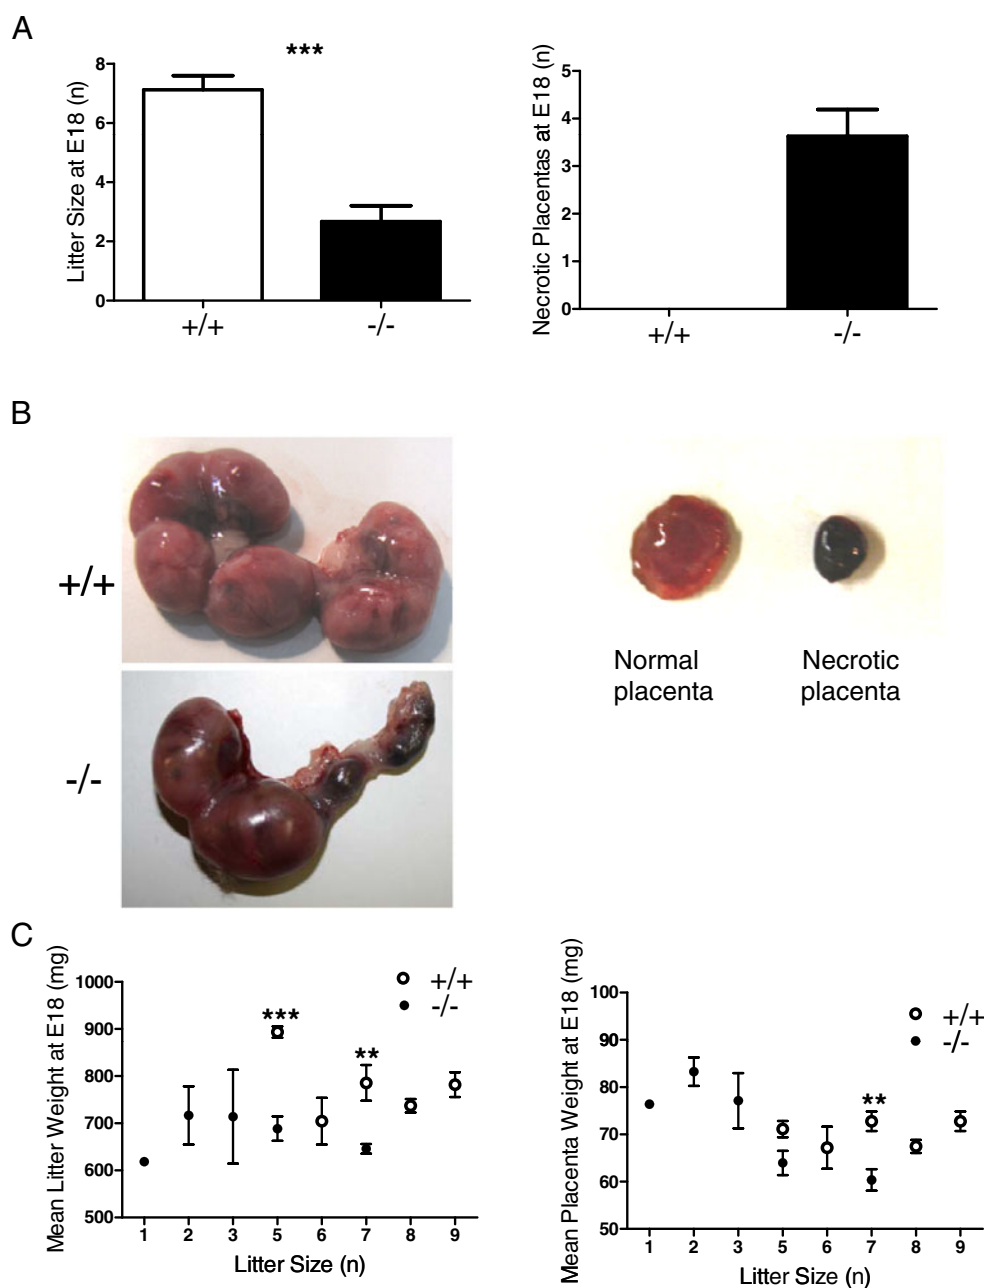 A
***
Litter Size at E18 (n)
8
6
4
2
0
+/+
-/-
Necrotic Placentas at E18 (n)
5
4
3
2
1
0
+/+
-/-
B
+/+
-/-
Normal
placenta
Necrotic
placenta
C
Mean Litter Weight at E18 (mg)
1000
900
800
700
600
500
+/+
-/-
***
**
1 2 3 5 6 7 8 9
Litter Size (n)
Mean Placenta Weight at E18 (mg)
100
90
80
70
60
50
+/+
-/-
**
1 2 3 5 6 7 8 9
Litter Size (n)